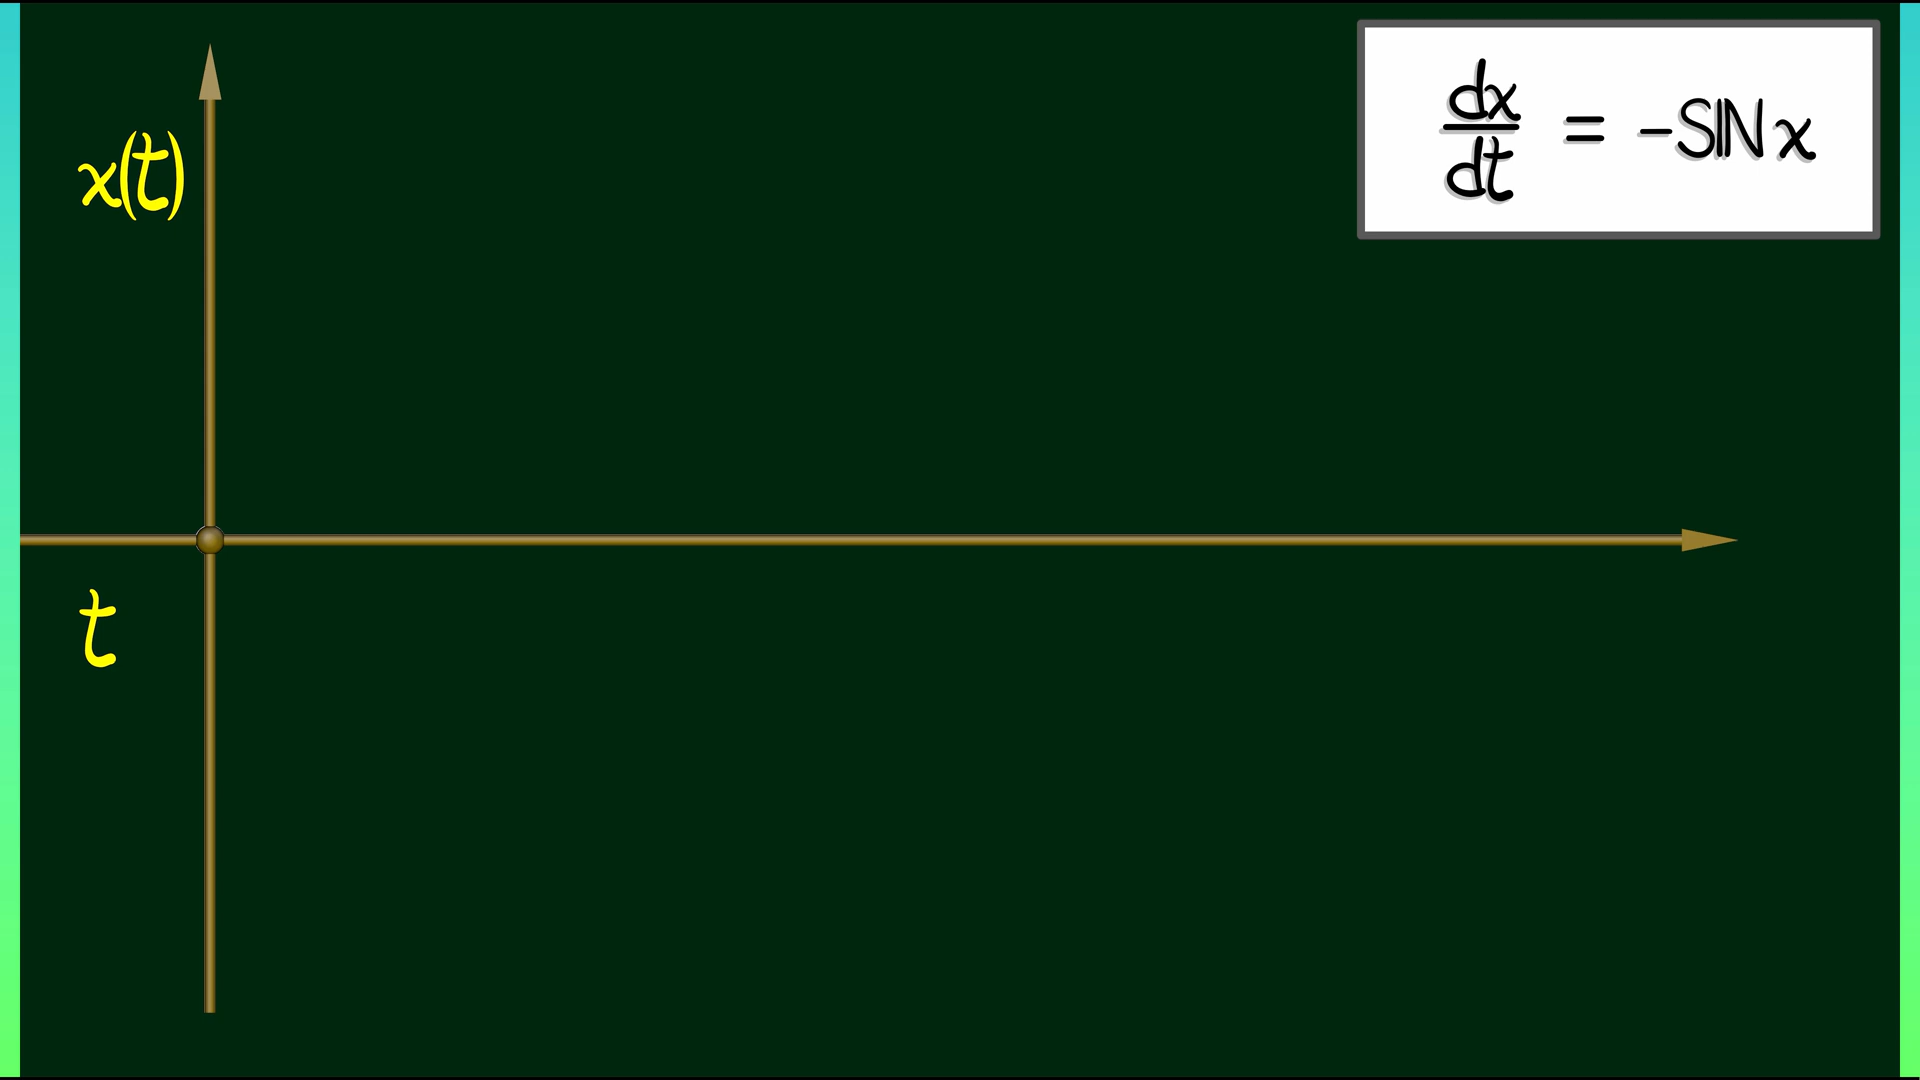 dx/dt = -SIN x
x(t)
t